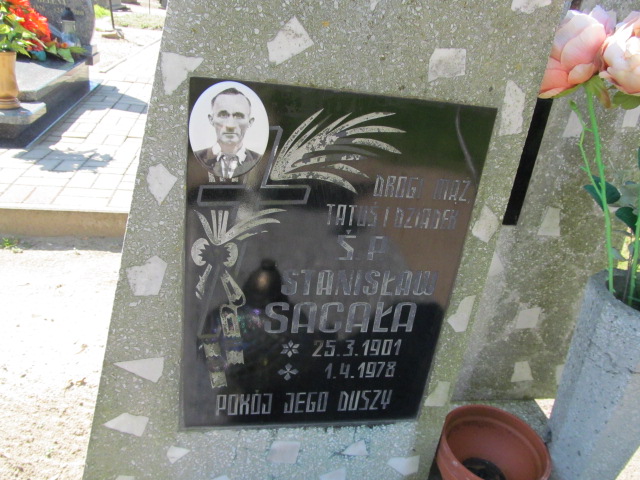 DROGI MĄŻ
TATUŚ I DZIADEK
Ś P
STANISŁAW
SAGAŁA
25.3.1901
1.4.1978
POKÓJ JEGO DUSZY